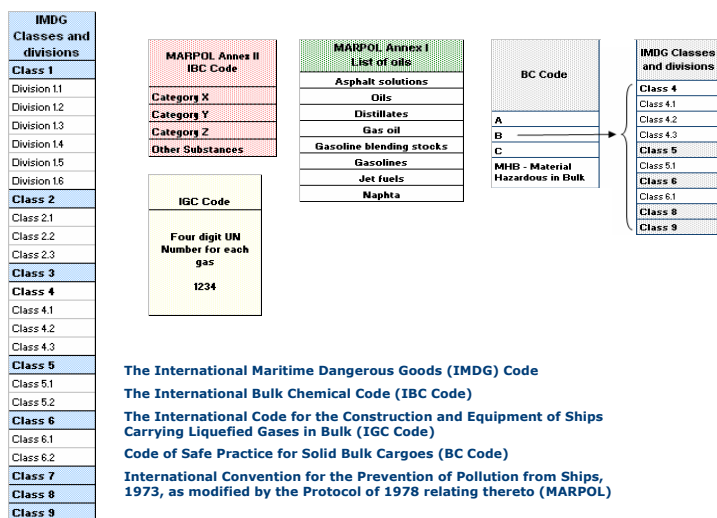 IMDG
Classes and
divisions
Class 1
Division 1.1
Division 1.2
Division 1.3
Division 1.4
Division 1.5
Division 1.6
Class 2
Class 2.1
Class 2.2
Class 2.3
Class 3
Class 4
Class 4.1
Class 4.2
Class 4.3
Class 5
Class 5.1
Class 5.2
Class 6
Class 6.1
Class 6.2
Class 7
Class 8
Class 9
MARPOL Annex II
IBC Code
Category X
Category Y
Category Z
Other Substances
IGC Code
Four digit UN
Number for each
gas
1234
MARPOL Annex I
List of oils
Asphalt solutions
Oils
Distillates
Gas oil
Gasoline blending stocks
Gasolines
Jet fuels
Naphta
BC Code
A
B
C
MHB - Material
Hazardous in Bulk
IMDG Classes
and divisions
Class 4
Class 4.1
Class 4.2
Class 4.3
Class 5
Class 5.1
Class 6
Class 6.1
Class 8
Class 9
The International Maritime Dangerous Goods (IMDG) Code
The International Bulk Chemical Code (IBC Code)
The International Code for the Construction and Equipment of Ships
Carrying Liquefied Gases in Bulk (IGC Code)
Code of Safe Practice for Solid Bulk Cargoes (BC Code)
International Convention for the Prevention of Pollution from Ships,
1973, as modified by the Protocol of 1978 relating thereto (MARPOL)